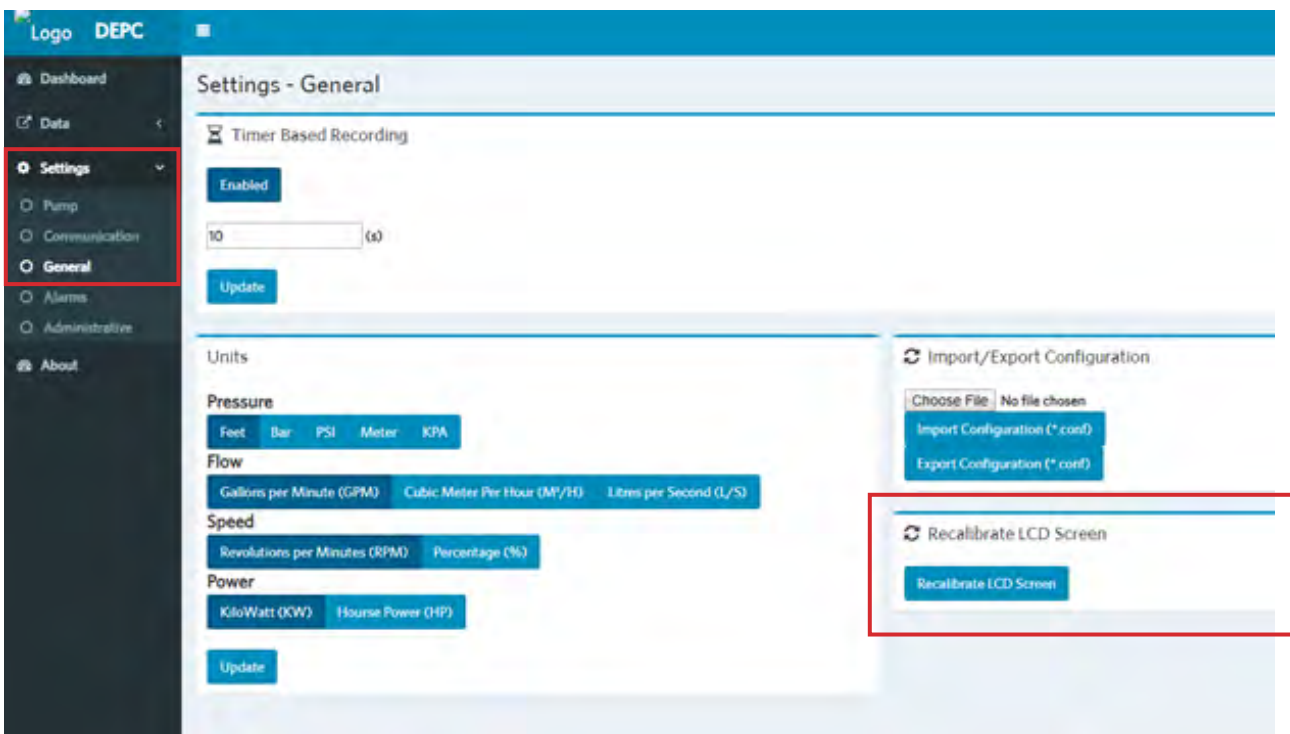 Logo DEPC
Dashboard
Data
Settings
Pump
Communication
General
Alarms
Administrative
About
Settings - General
Timer Based Recording
Enabled
10 (s)
Update
Units
Pressure
Feet Bar PSI Meter KPA
Flow
Gallons per Minute (GPM) Cubic Meter Per Hour (M³/H) Litres per Second (L/S)
Speed
Revolutions per Minutes (RPM) Percentage (%)
Power
KiloWatt (KW) Hourse Power (HP)
Update
Import/Export Configuration
Choose File No file chosen
Import Configuration (*.conf)
Export Configuration (*.conf)
Recalibrate LCD Screen
Recalibrate LCD Screen